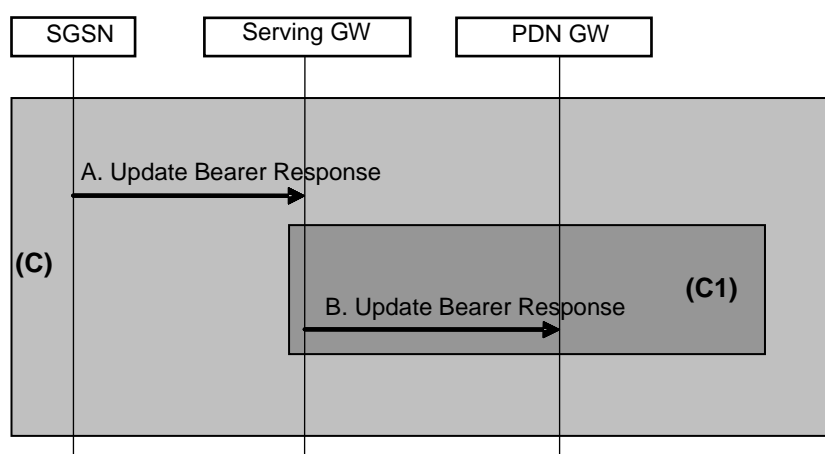 SGSN
Serving GW
PDN GW
A. Update Bearer Response
(C)
(C1)
B. Update Bearer Response